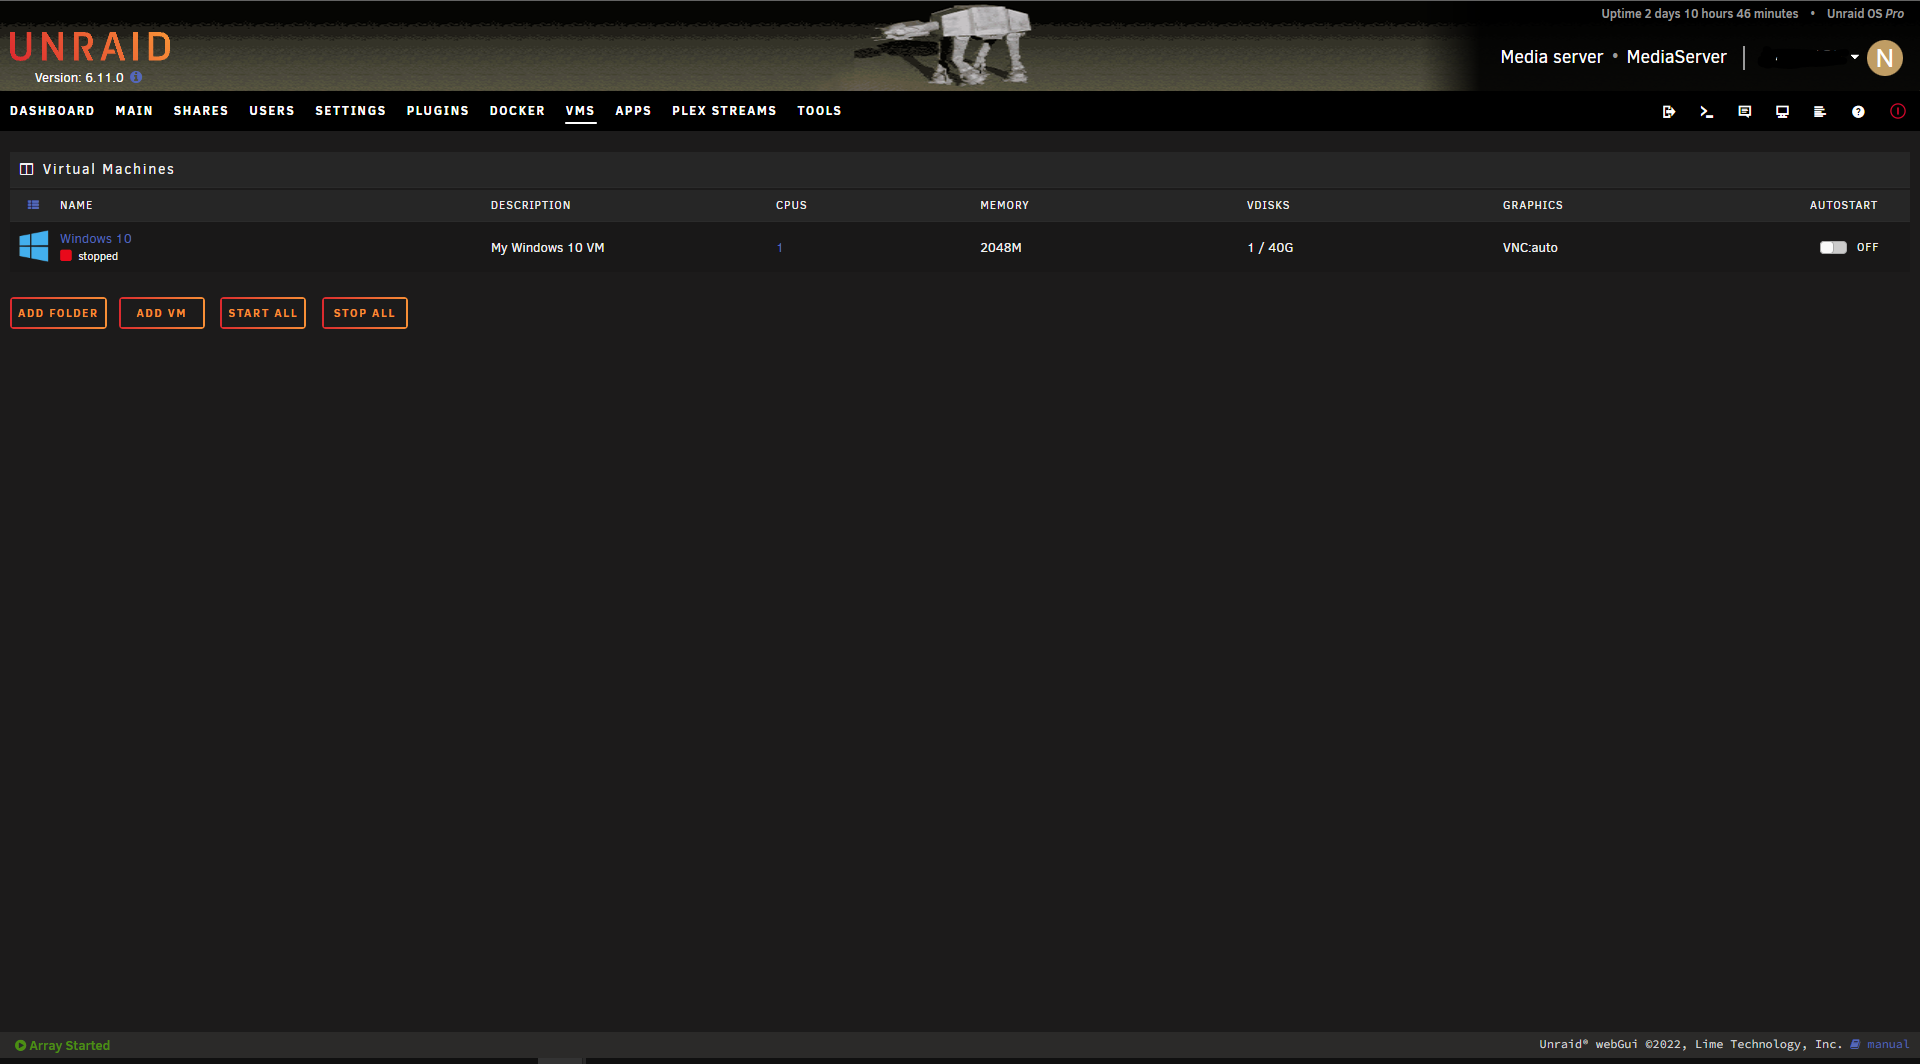 Uptime 2 days 10 hours 46 minutes • Unraid OS Pro
UNRAID
Version: 6.11.0
Media server • MediaServer
N
DASHBOARD MAIN SHARES USERS SETTINGS PLUGINS DOCKER VMS APPS PLEX STREAMS TOOLS
Virtual Machines
NAME DESCRIPTION CPUS MEMORY VDISKS GRAPHICS AUTOSTART
Windows 10
stopped
My Windows 10 VM 1 2048M 1 / 40G VNC:auto OFF
ADD FOLDER ADD VM START ALL STOP ALL
Array Started
Unraid® webGui ©2022, Lime Technology, Inc. manual